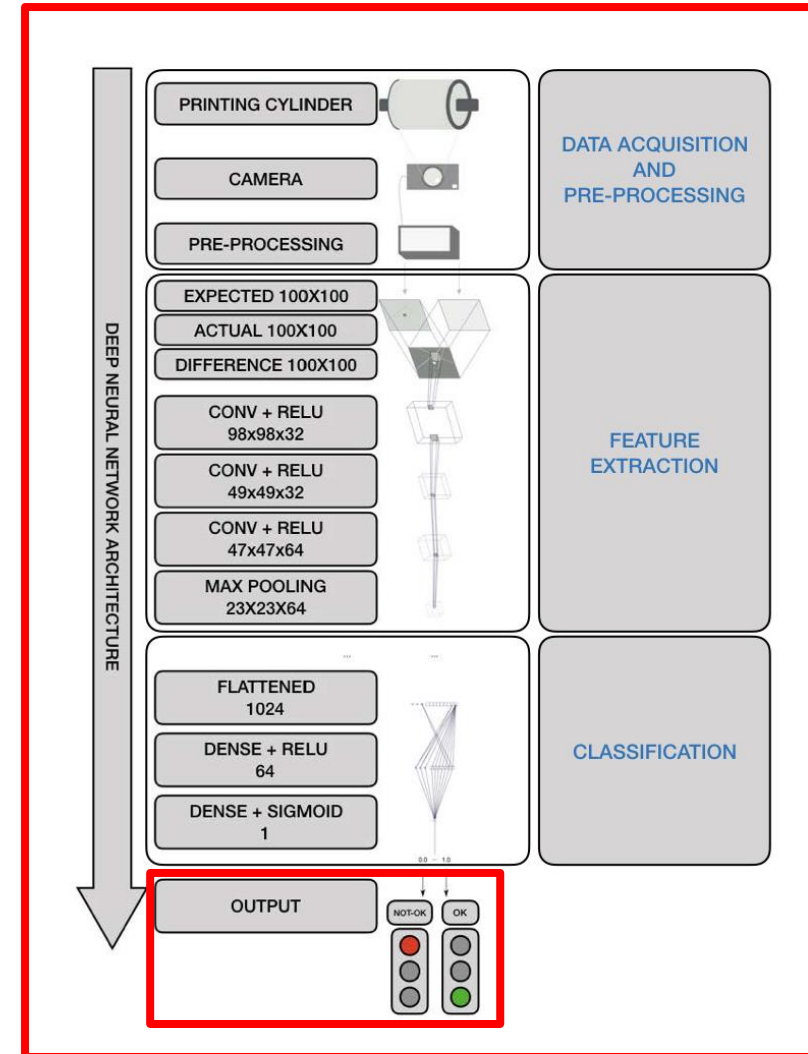 DEEP NEURAL NETWORK ARCHITECTURE
PRINTING CYLINDER
CAMERA
PRE-PROCESSING
DATA ACQUISITION
AND
PRE-PROCESSING
EXPECTED 100X100
ACTUAL 100X100
DIFFERENCE 100X100
CONV + RELU
98x98x32
CONV + RELU
49x49x32
CONV + RELU
47x47x64
MAX POOLING
23X23X64
FEATURE
EXTRACTION
... ...
FLATTENED
1024
DENSE + RELU
64
DENSE + SIGMOID
1
0.0 – 1.0
CLASSIFICATION
OUTPUT
NOT-OK OK